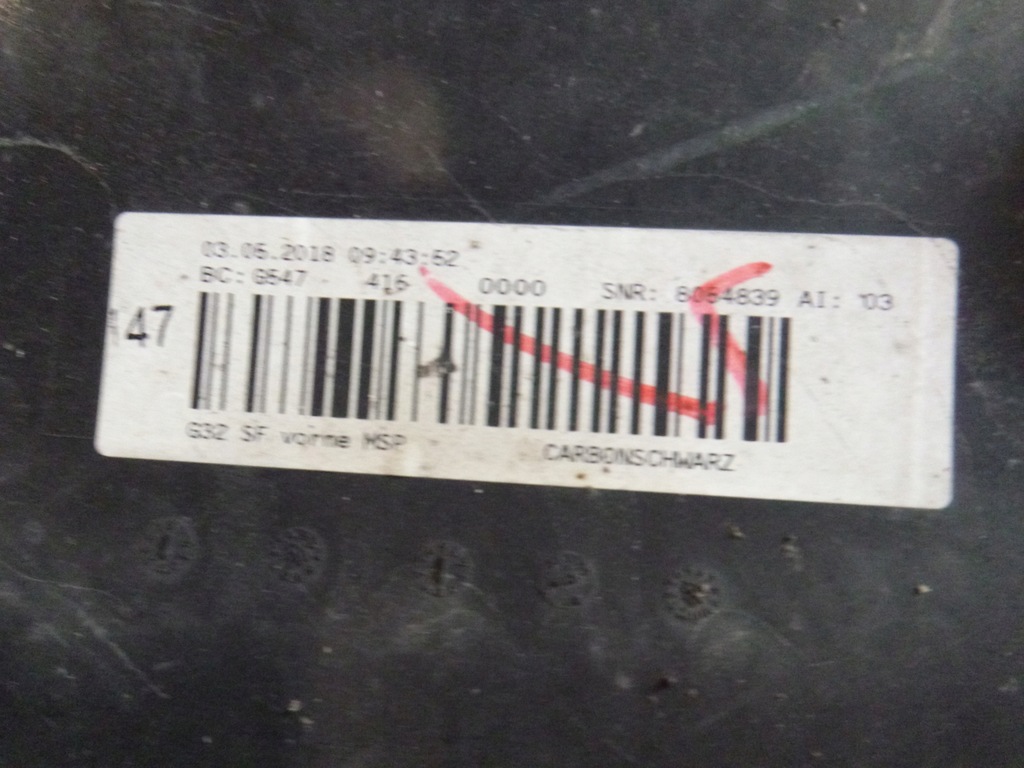 03.05.2018 09:43:52
BC: G547 416 0000 SNR: 8054839 AI: 03
47
G32 SF vorne MSP CARBONSCHWARZ